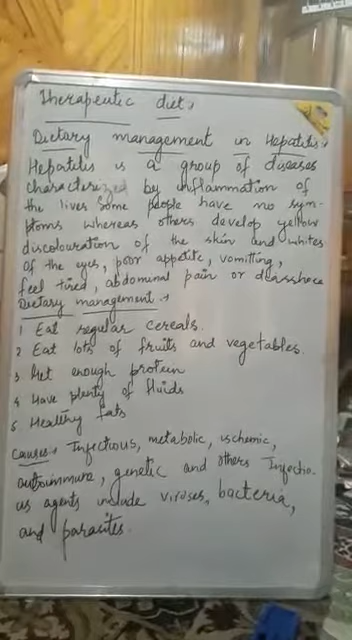 Therapeutic diet:
Dietary management in Hepatitis:
Hepatitis is a group of diseases
characterized by inflammation of
the lives Some people have no sym-
ptoms whereas others develop yellow
discolouration of the skin and whites
of the eyes, poor appetite, vomitting,
feel tired, abdominal pain or
Dietary management:
1 Eat regular cereals.
2 Eat lots of fruits and vegetables.
3 Get enough protein
4 Have plenty of fluids
5 Healthy fats
Causes: Infectious, metabolic, ischemic,
autoimmune, genetic and others Infectio-
us agents include viruses, bacteria,
and parasites.